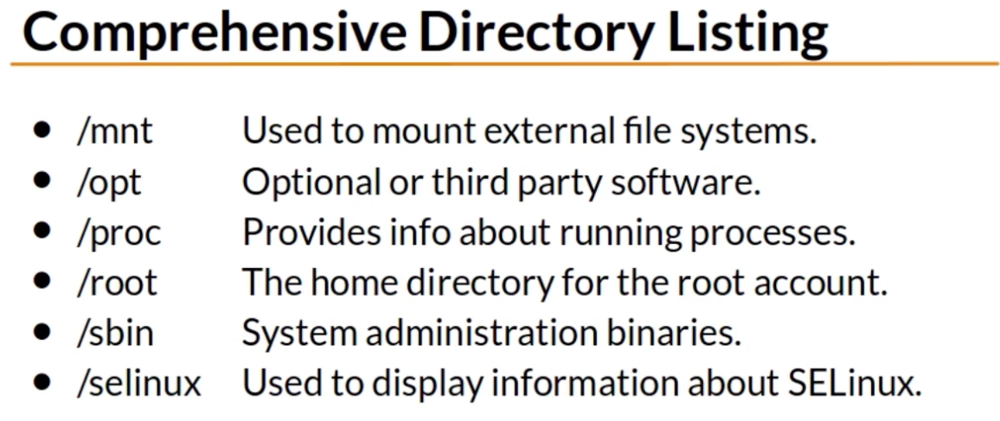 Comprehensive Directory Listing
• /mnt Used to mount external file systems.
• /opt Optional or third party software.
• /proc Provides info about running processes.
• /root The home directory for the root account.
• /sbin System administration binaries.
• /selinux Used to display information about SELinux.